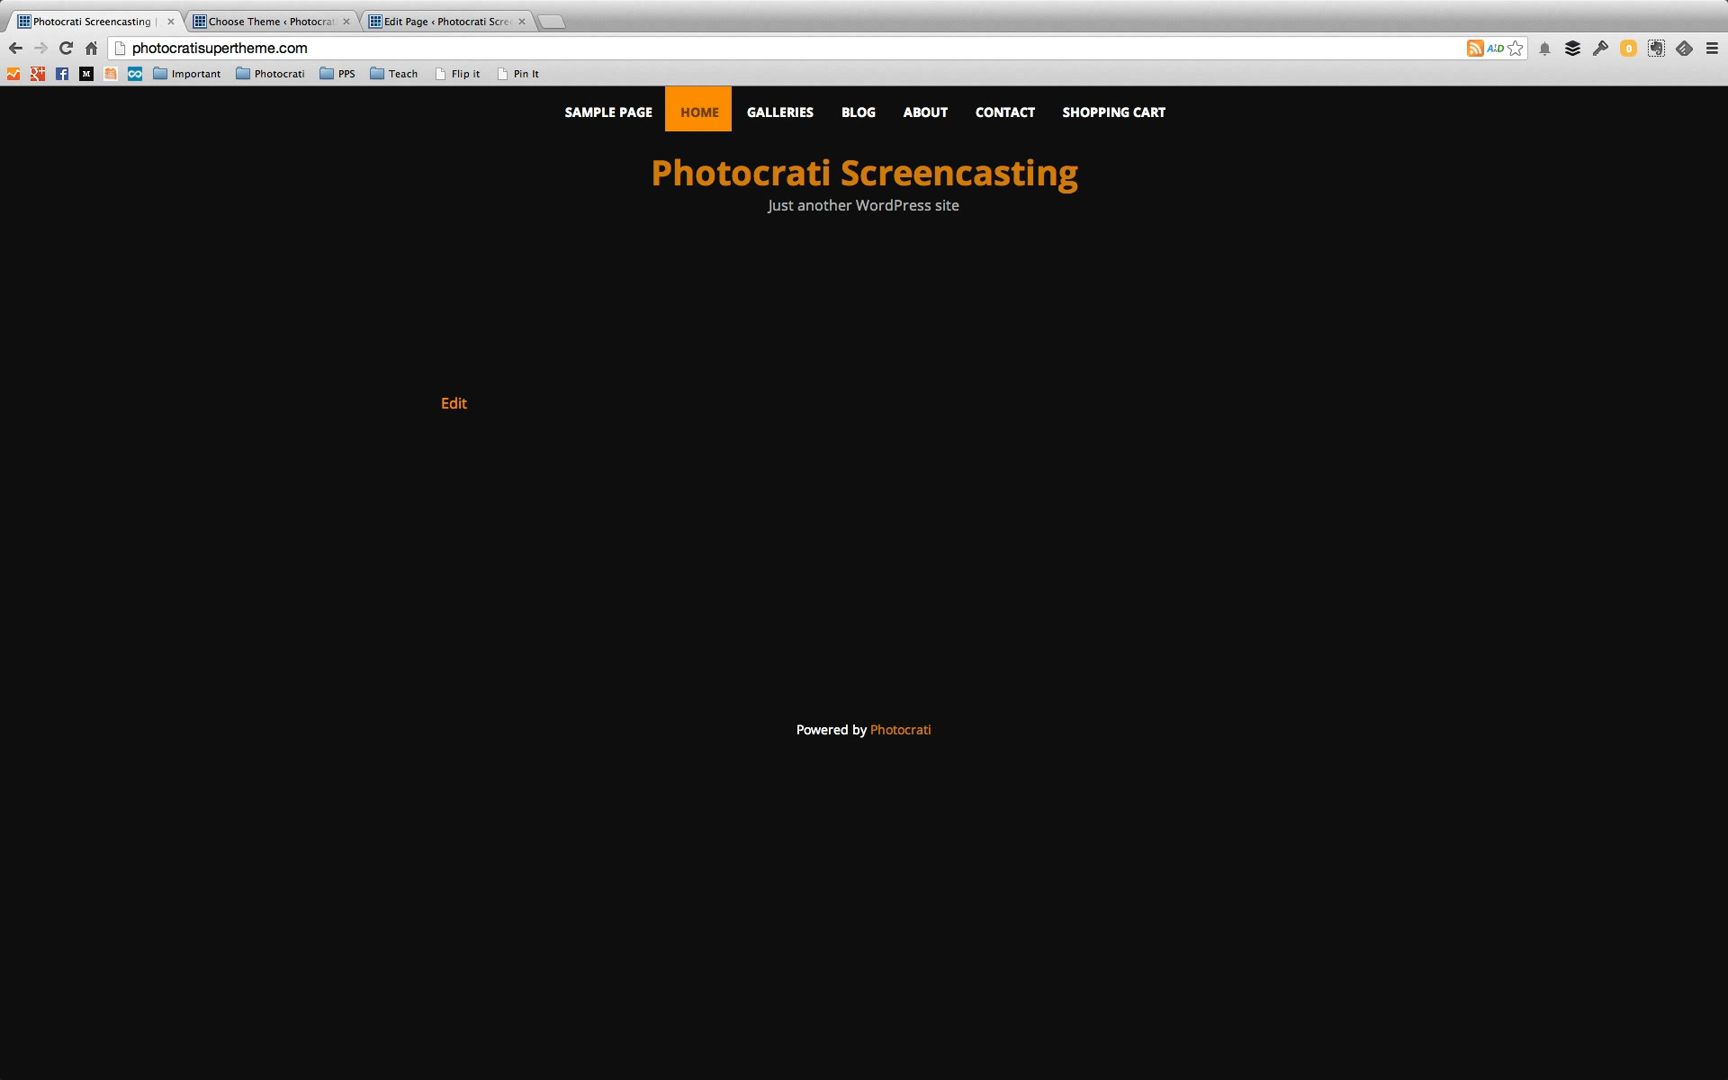 Photocrati Screencasting |
Choose Theme ‹ Photocrat
Edit Page ‹ Photocrati Scre
photocratisupertheme.com
A!D
0
M
Important
Photocrati
PPS
Teach
Flip it
Pin It
SAMPLE PAGE
HOME
GALLERIES
BLOG
ABOUT
CONTACT
SHOPPING CART
Photocrati Screencasting
Just another WordPress site
Edit
Powered by Photocrati